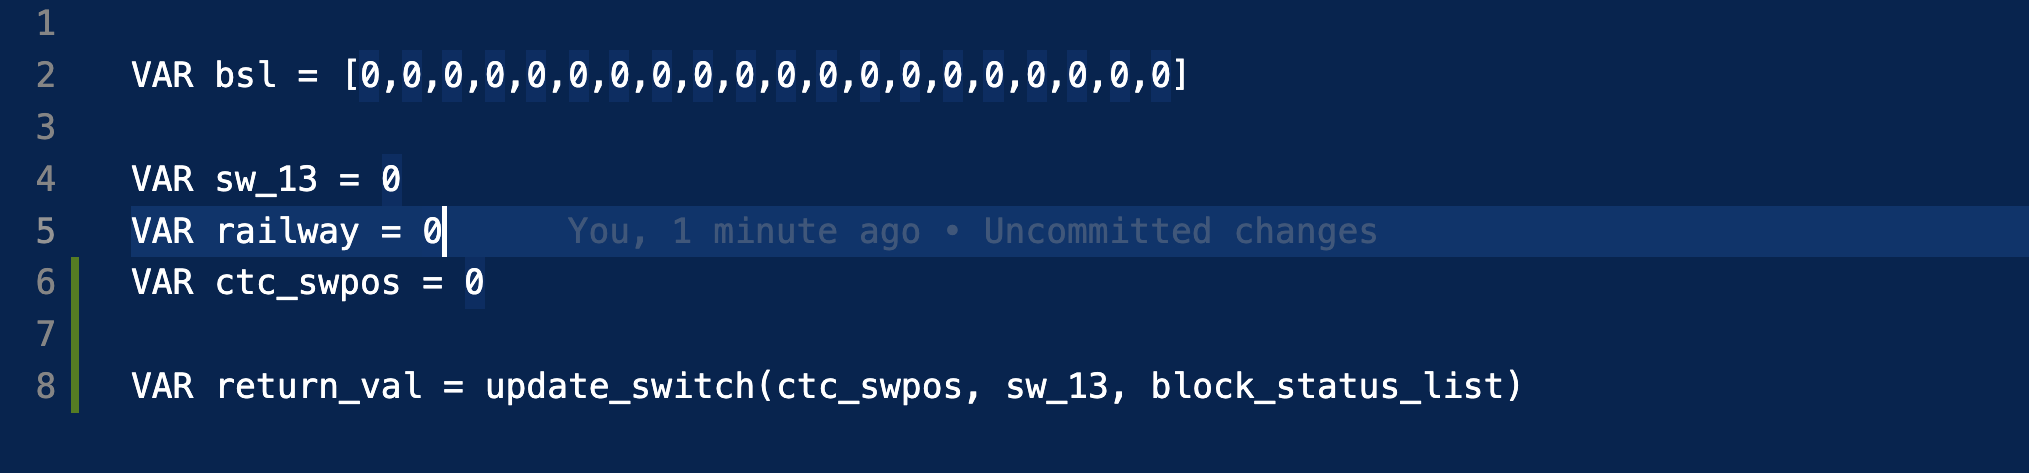 1
2 VAR bsl = [0,0,0,0,0,0,0,0,0,0,0,0,0,0,0,0,0,0,0,0]
3
4 VAR sw_13 = 0
5 VAR railway = 0 You, 1 minute ago • Uncommitted changes
6 VAR ctc_swpos = 0
7
8 VAR return_val = update_switch(ctc_swpos, sw_13, block_status_list)